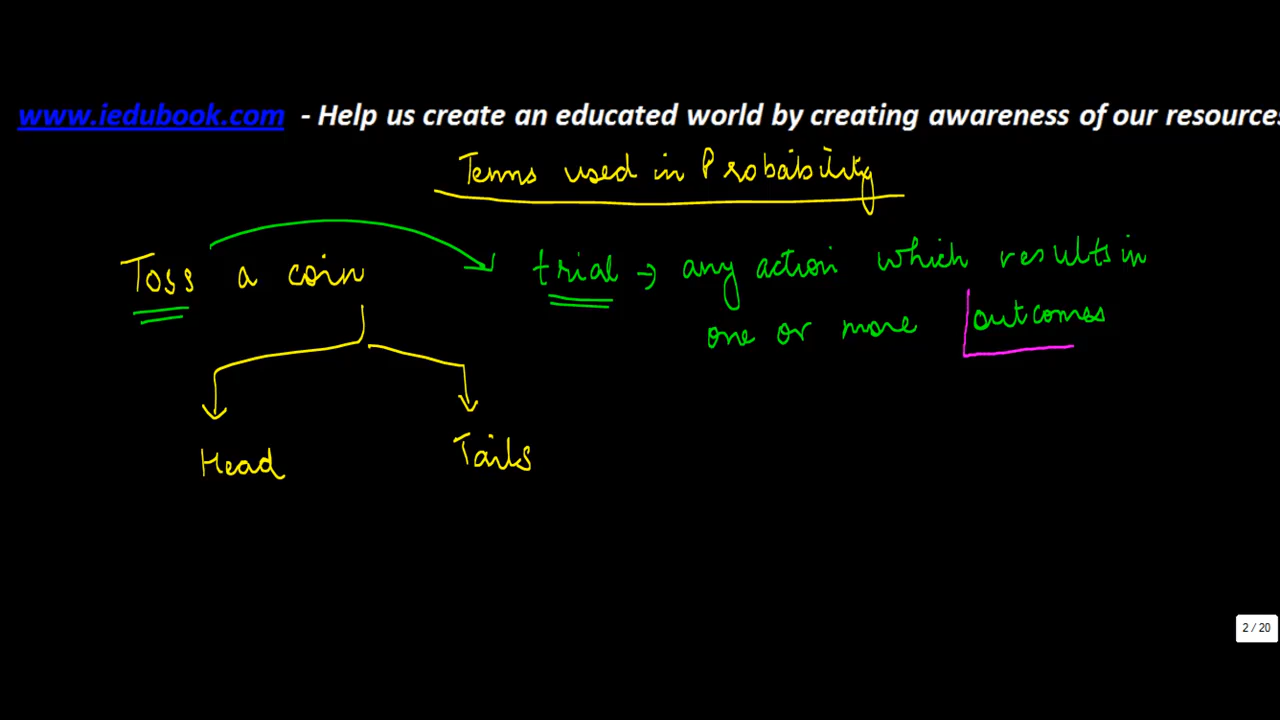 www.iedubook.com - Help us create an educated world by creating awareness of our resources
Terms used in Probability
Toss a coin
trial → any action which results in
one or more outcomes
Head
Tails
2 / 20